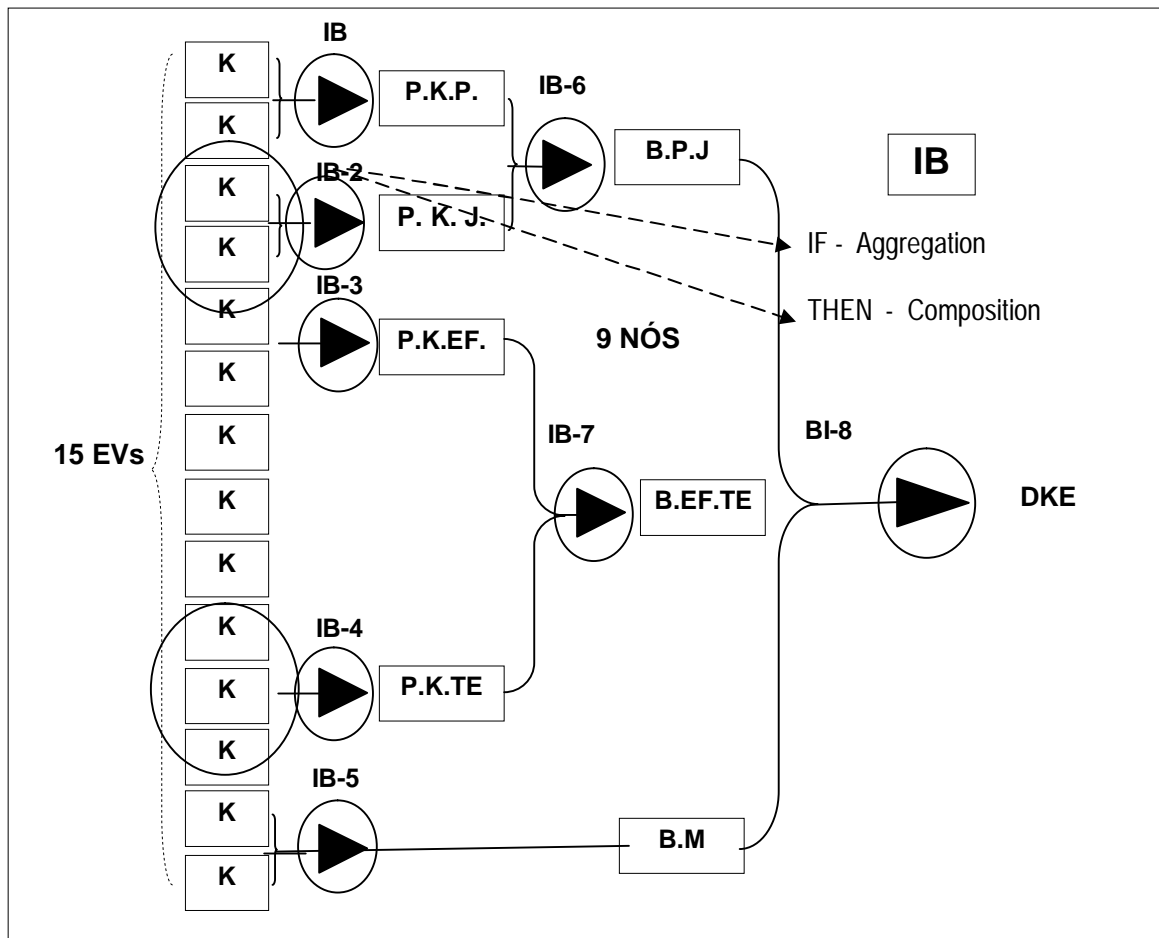 IB
K
P.K.P.
IB-6
K
B.P.J
IB
K
IB-2
P. K. J.
IF - Aggregation
K
IB-3
THEN - Composition
K
P.K.EF.
9 NÓS
K
K
IB-7
BI-8
15 EVs
K
B.EF.TE
DKE
K
K
IB-4
K
P.K.TE
K
IB-5
K
B.M
K